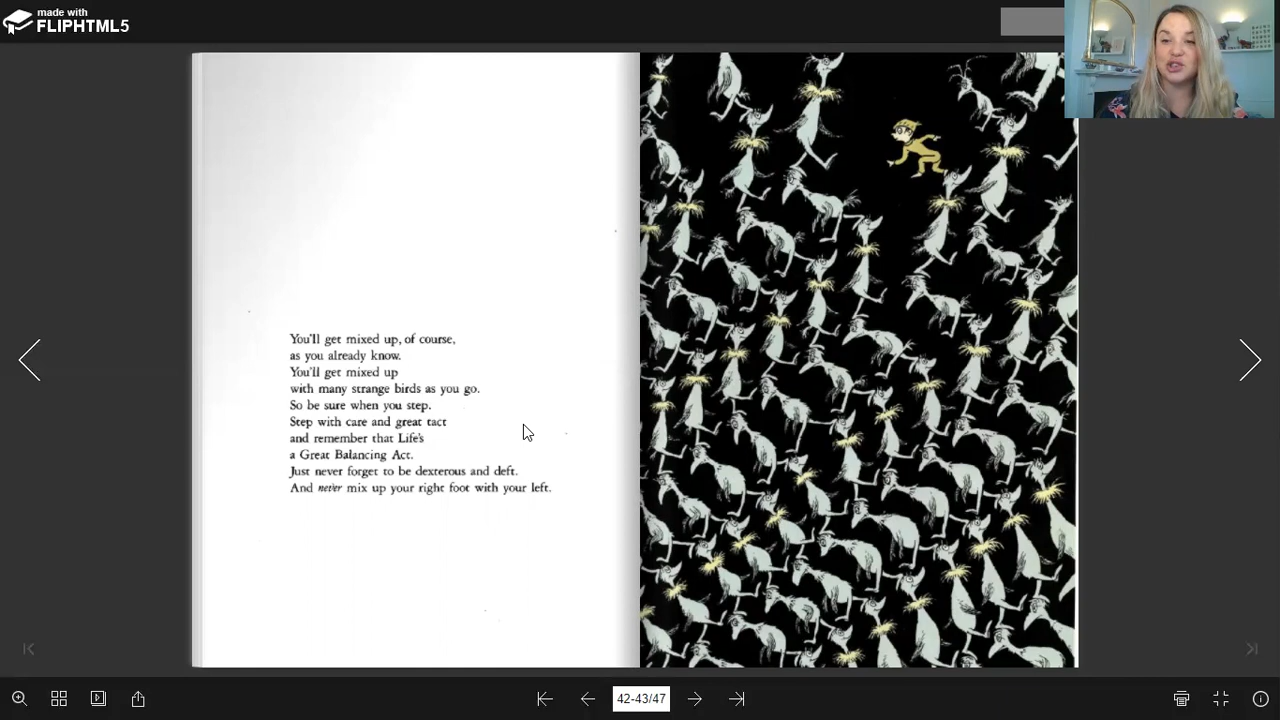 made with
FLIPHTML5
You'll get mixed up, of course,
as you already know.
You'll get mixed up
with many strange birds as you go.
So be sure when you step.
Step with care and great tact
and remember that Life's
a Great Balancing Act.
Just never forget to be dexterous and deft.
And never mix up your right foot with your left.
42-43/47